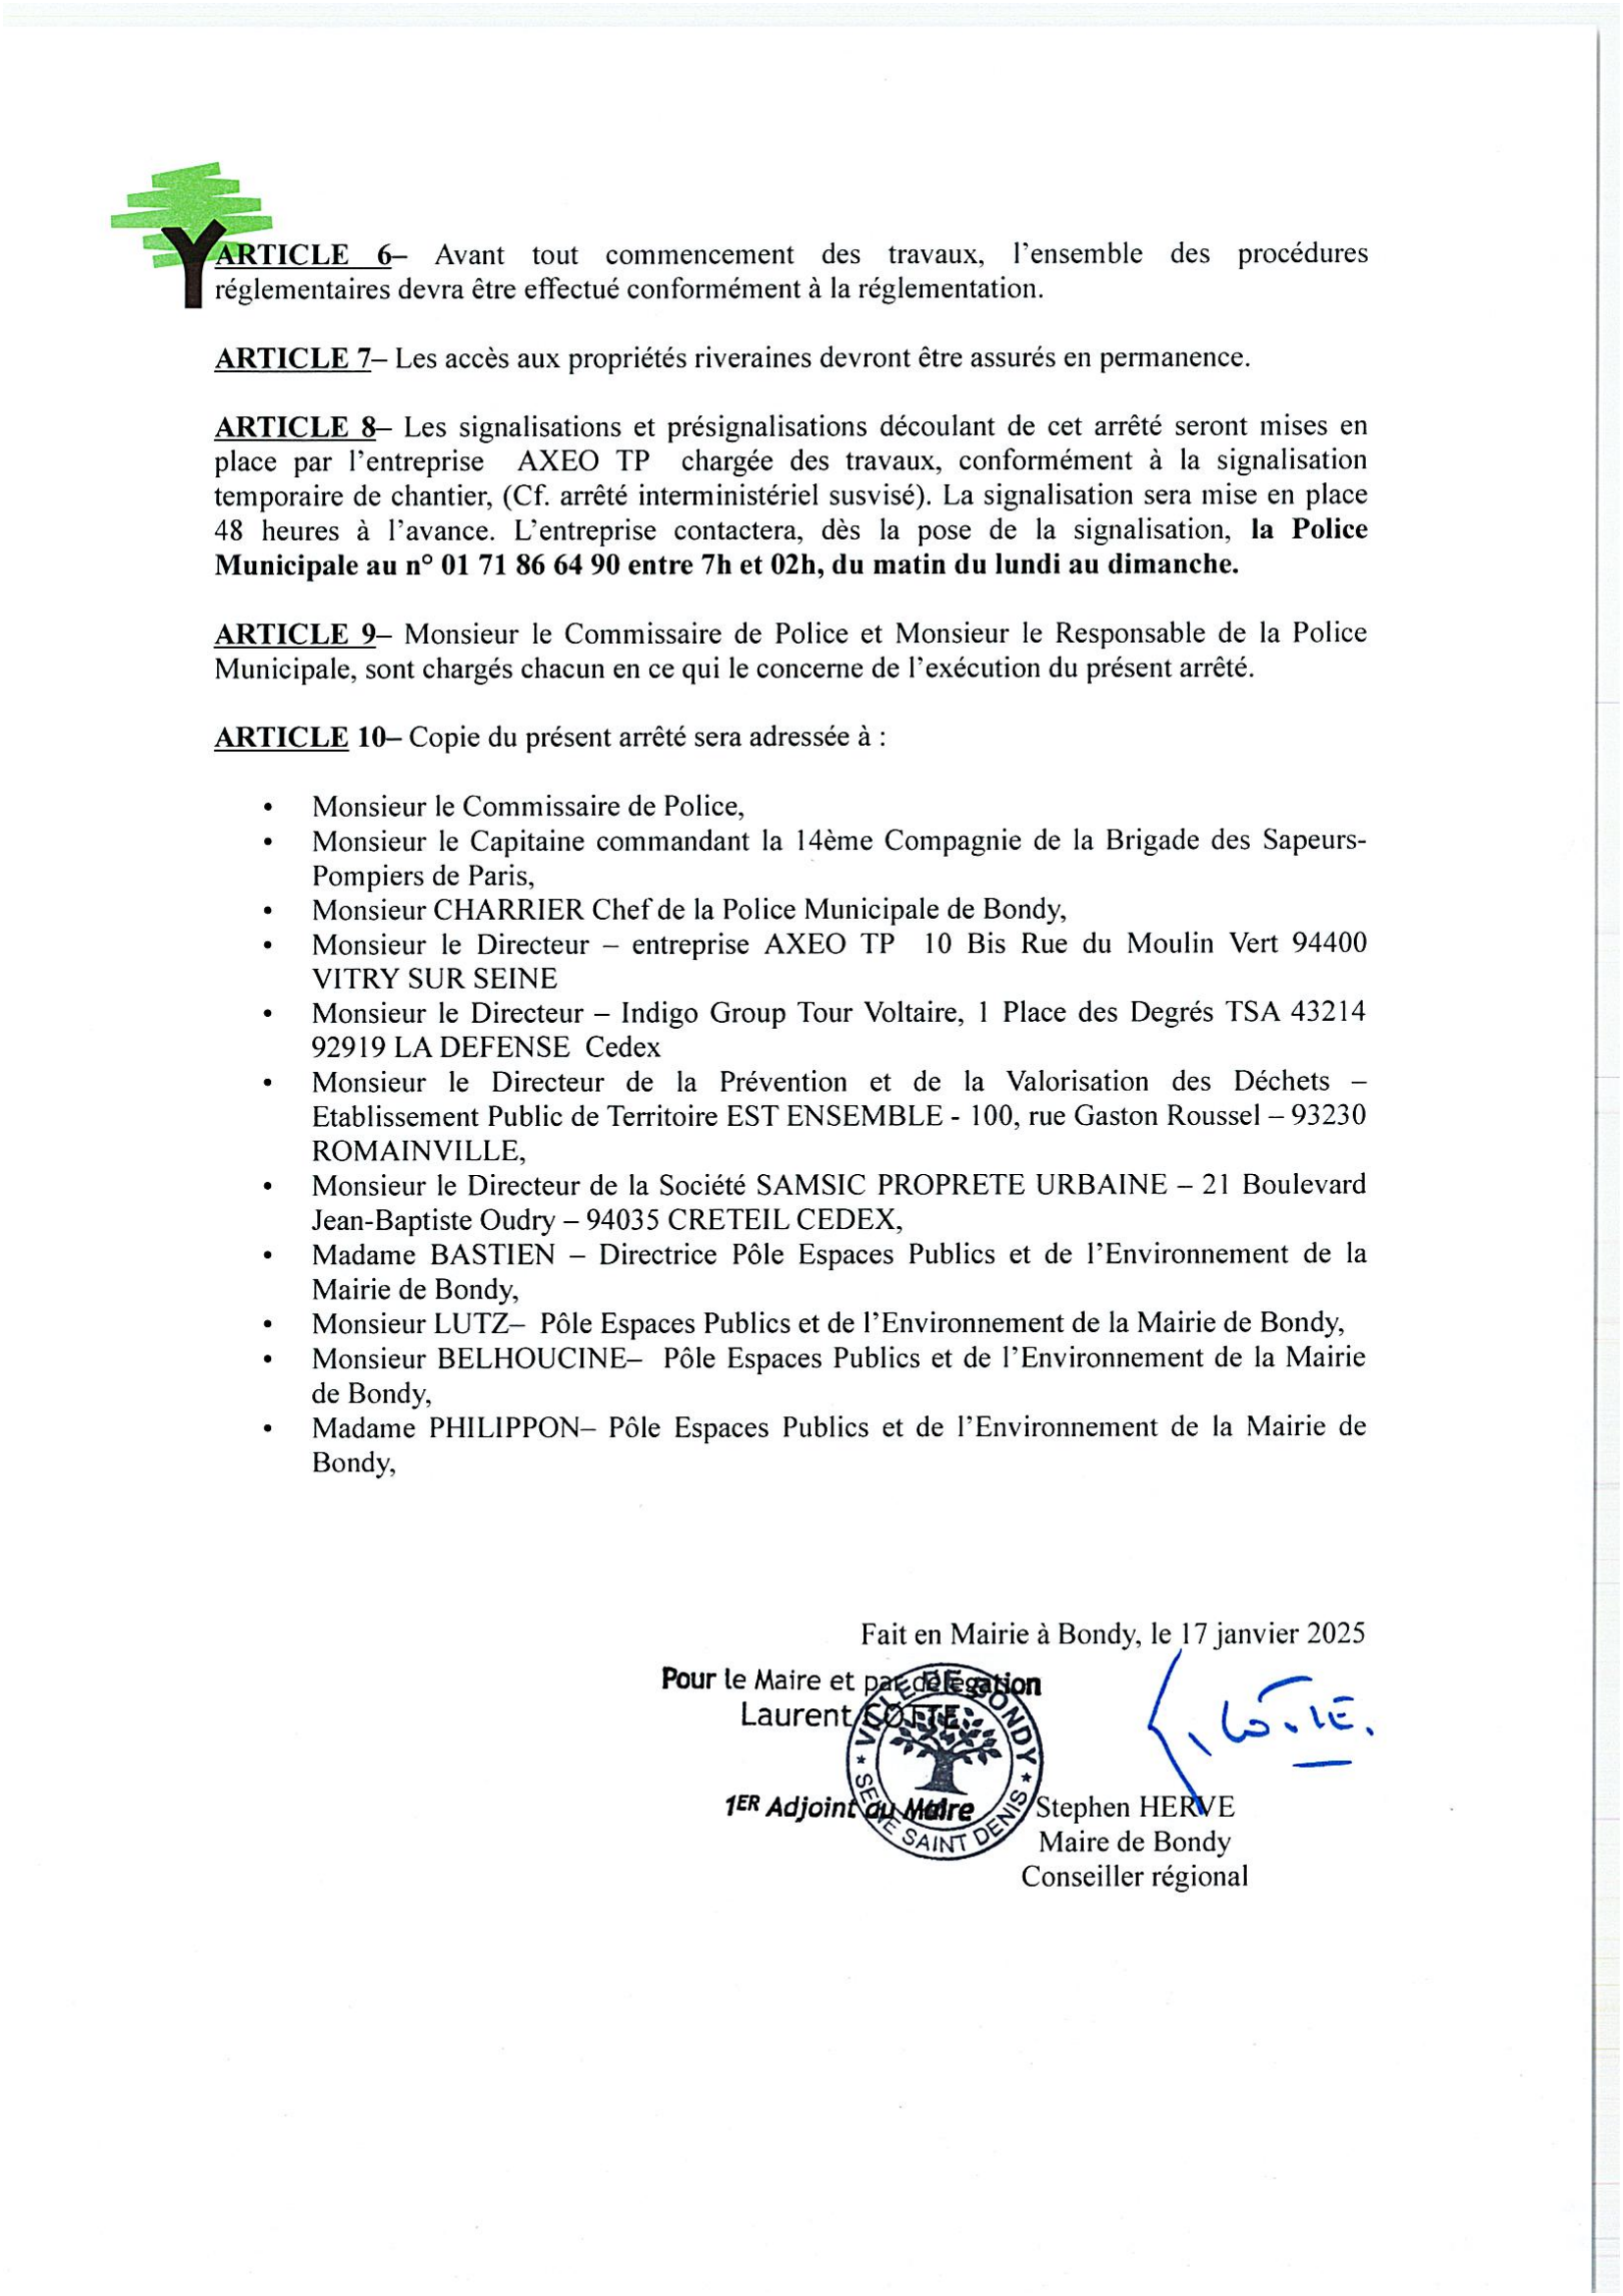 ARTICLE 6– Avant tout commencement des travaux, l'ensemble des procédures
réglementaires devra être effectué conformément à la réglementation.
ARTICLE 7– Les accès aux propriétés riveraines devront être assurés en permanence.
ARTICLE 8– Les signalisations et présignalisations découlant de cet arrêté seront mises en
place par l'entreprise AXEO TP chargée des travaux, conformément à la signalisation
temporaire de chantier, (Cf. arrêté interministériel susvisé). La signalisation sera mise en place
48 heures à l'avance. L'entreprise contactera, dès la pose de la signalisation, la Police
Municipale au n° 01 71 86 64 90 entre 7h et 02h, du matin du lundi au dimanche.
ARTICLE 9– Monsieur le Commissaire de Police et Monsieur le Responsable de la Police
Municipale, sont chargés chacun en ce qui le concerne de l'exécution du présent arrêté.
ARTICLE 10– Copie du présent arrêté sera adressée à :
• Monsieur le Commissaire de Police,
• Monsieur le Capitaine commandant la 14ème Compagnie de la Brigade des Sapeurs-
Pompiers de Paris,
• Monsieur CHARRIER Chef de la Police Municipale de Bondy,
• Monsieur le Directeur – entreprise AXEO TP 10 Bis Rue du Moulin Vert 94400
VITRY SUR SEINE
• Monsieur le Directeur – Indigo Group Tour Voltaire, 1 Place des Degrés TSA 43214
92919 LA DEFENSE Cedex
• Monsieur le Directeur de la Prévention et de la Valorisation des Déchets –
Etablissement Public de Territoire EST ENSEMBLE - 100, rue Gaston Roussel – 93230
ROMAINVILLE,
• Monsieur le Directeur de la Société SAMSIC PROPRETE URBAINE – 21 Boulevard
Jean-Baptiste Oudry – 94035 CRETEIL CEDEX,
• Madame BASTIEN – Directrice Pôle Espaces Publics et de l'Environnement de la
Mairie de Bondy,
• Monsieur LUTZ– Pôle Espaces Publics et de l'Environnement de la Mairie de Bondy,
• Monsieur BELHOUCINE– Pôle Espaces Publics et de l'Environnement de la Mairie
de Bondy,
• Madame PHILIPPON– Pôle Espaces Publics et de l'Environnement de la Mairie de
Bondy,
Fait en Mairie à Bondy, le 17 janvier 2025
Pour le Maire et par délégation
Laurent COTTE
VILLE DE BONDY
SEINE SAINT DENIS
1ER Adjoint au Maire
Stephen HERVE
Maire de Bondy
Conseiller régional